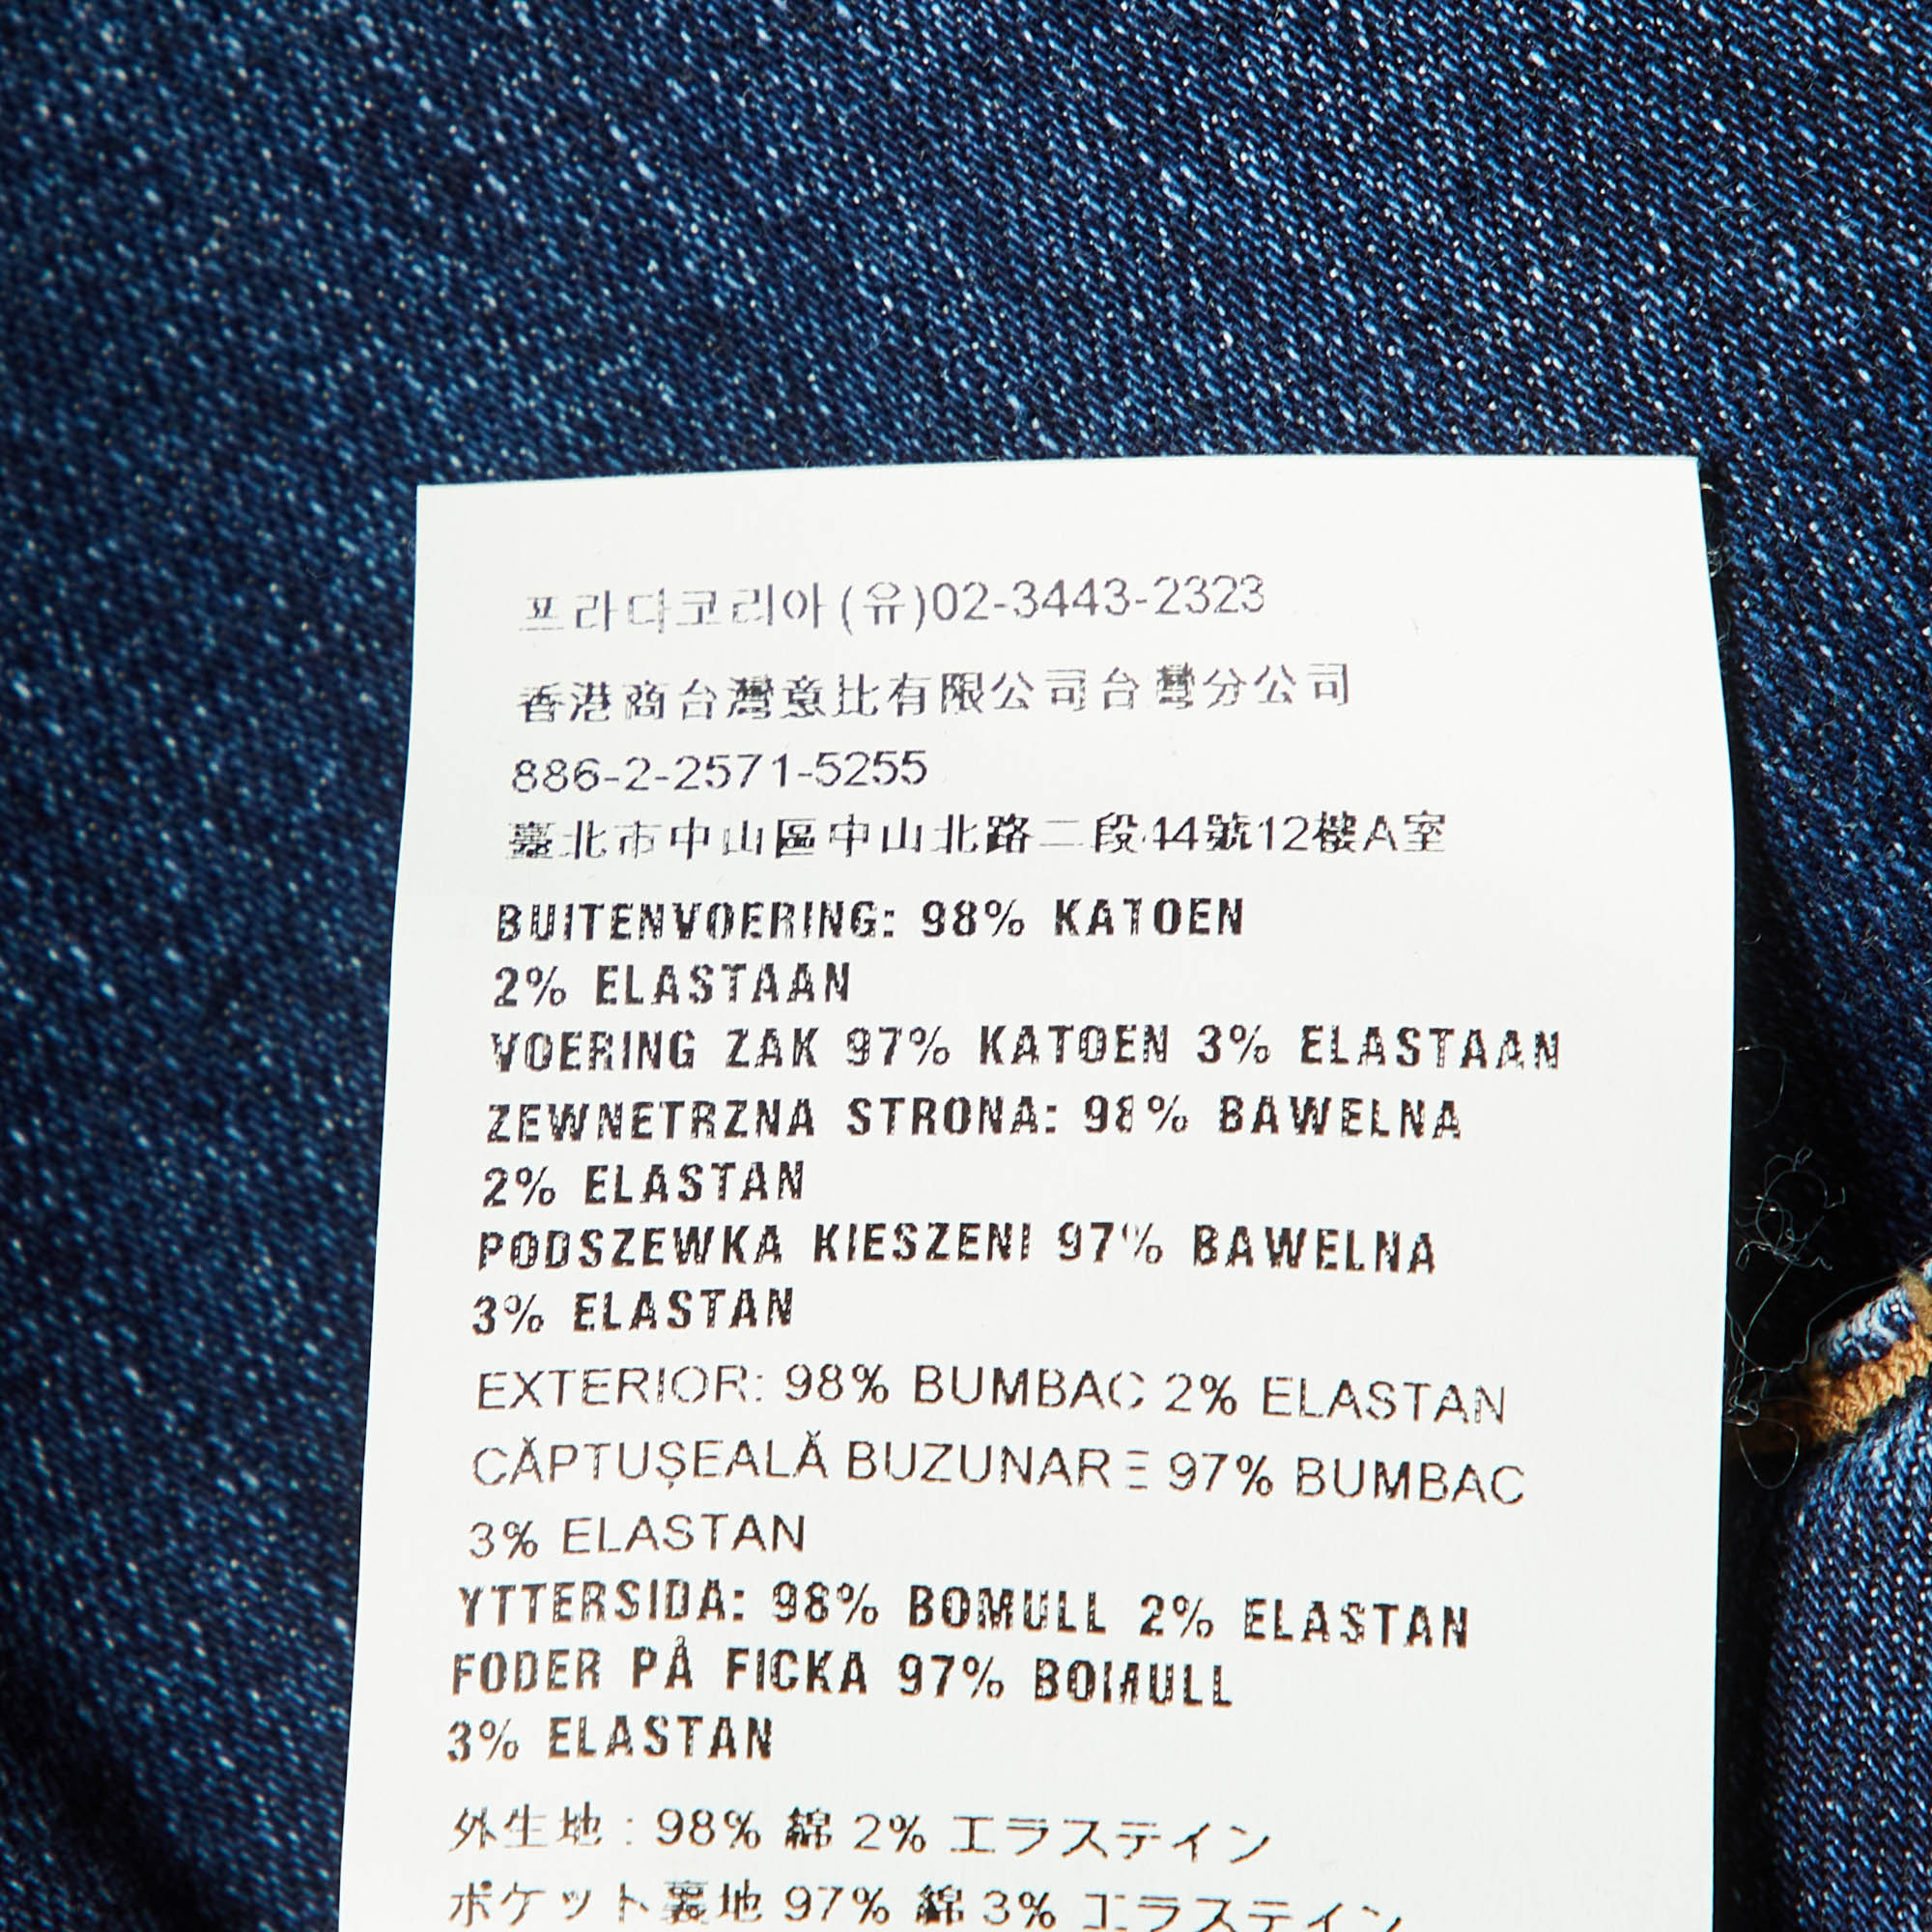 프라다코리아(유)02-3443-2323
香港商台灣意比有限公司台灣分公司
886-2-2571-5255
臺北市中山區中山北路二段44號12樓A室
BUITENVOERING: 98% KATOEN
2% ELASTAAN
VOERING ZAK 97% KATOEN 3% ELASTAAN
ZEWNETRZNA STRONA: 98% BAWELNA
2% ELASTAN
PODSZEWKA KIESZENI 97% BAWELNA
3% ELASTAN
EXTERIOR: 98% BUMBAC 2% ELASTAN
CĂPTUȘEALĂ BUZUNARE 97% BUMBAC
3% ELASTAN
YTTERSIDA: 98% BOMULL 2% ELASTAN
FODER PÅ FICKA 97% BOMULL
3% ELASTAN
外生地 : 98% 綿 2% エラステイン
ポケット裏地 97% 綿 3% エラステイン